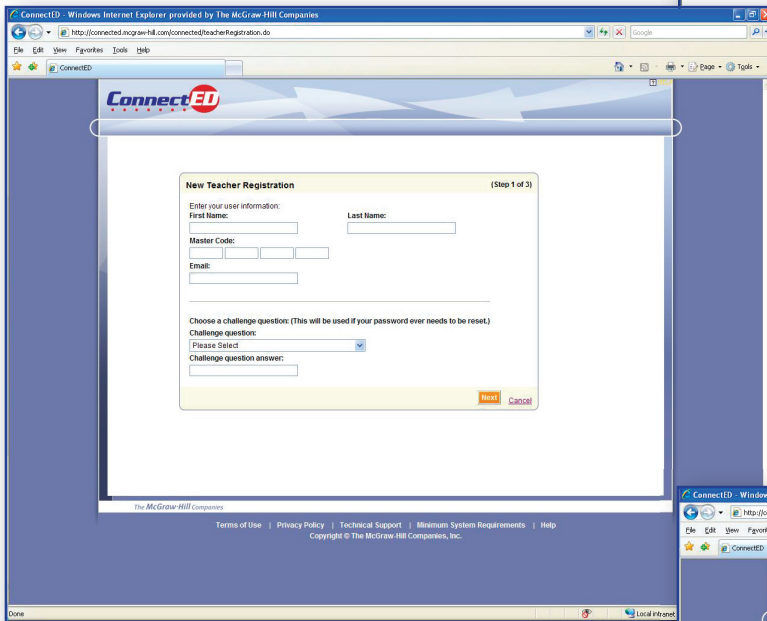 ConnectED - Windows Internet Explorer provided by The McGraw-Hill Companies
http://connected.mcgraw-hill.com/connected/teacherRegistration.do
Google
File Edit View Favorites Tools Help
ConnectED
Page Tools
ConnectED
New Teacher Registration (Step 1 of 3)
Enter your user information:
First Name: Last Name:
Master Code:
Email:
Choose a challenge question: (This will be used if your password ever needs to be reset.)
Challenge question:
Please Select
Challenge question answer:
Next Cancel
The McGraw-Hill Companies
Terms of Use | Privacy Policy | Technical Support | Minimum System Requirements | Help
Copyright © The McGraw-Hill Companies, Inc.
Done Local intranet
ConnectED - Window
http://c
File Edit View Favori
ConnectED